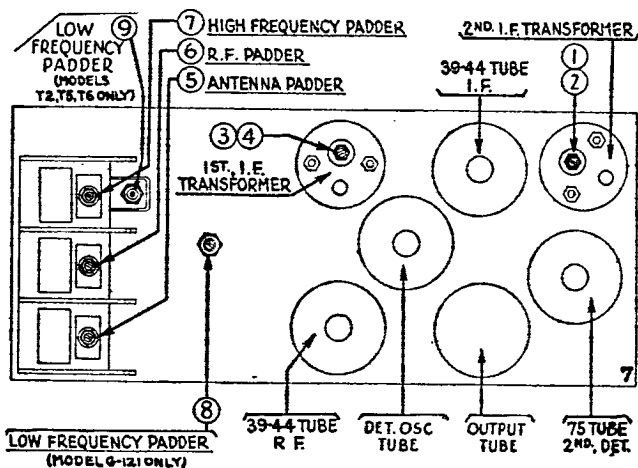 LOW
FREQUENCY
PADDER
(MODELS
T2,T5,T6 ONLY)
9
7 HIGH FREQUENCY PADDER
6 R.F. PADDER
5 ANTENNA PADDER
2ND. I.F. TRANSFORMER
39-44 TUBE
I.F.
1
2
3 4
1ST., I.F.
TRANSFORMER
7
8
LOW FREQUENCY PADDER
(MODEL G-121 ONLY)
39-44 TUBE
R F.
DET. OSC
TUBE
OUTPUT
TUBE
75 TUBE
2ND. DET.